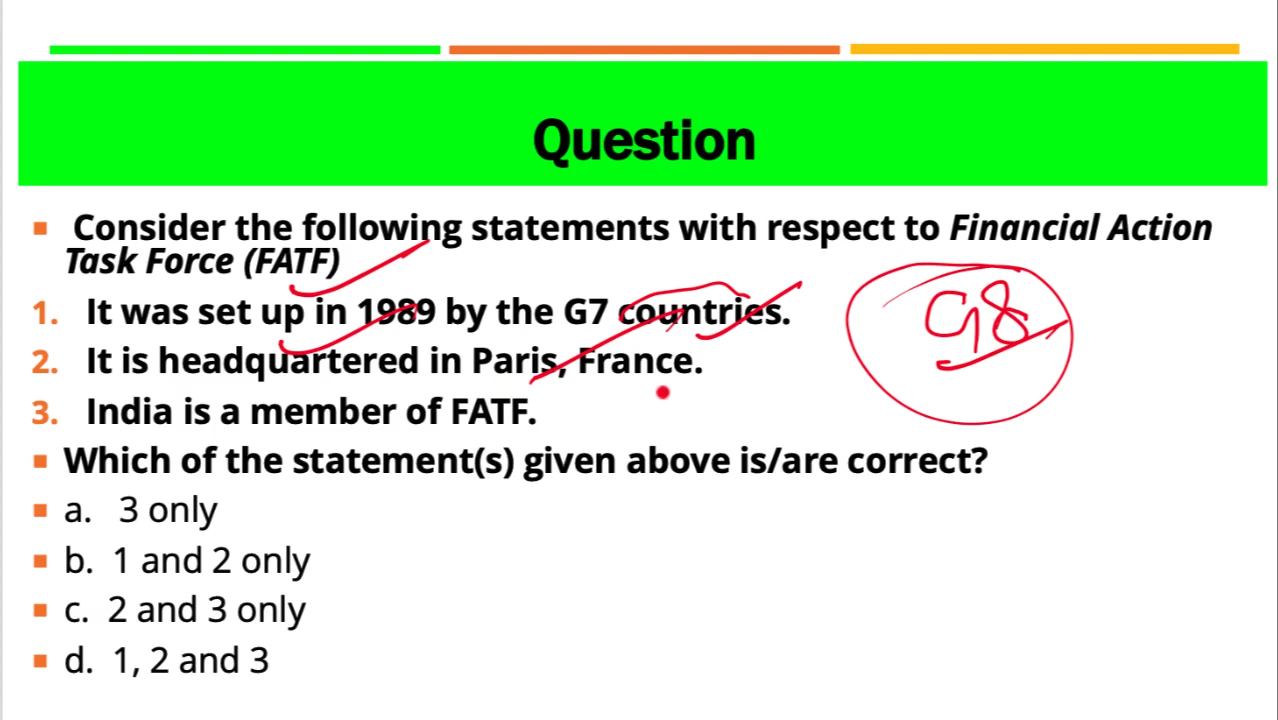 Question
Consider the following statements with respect to Financial Action
Task Force (FATF)
1. It was set up in 1989 by the G7 countries.
G8
2. It is headquartered in Paris, France.
3. India is a member of FATF.
Which of the statement(s) given above is/are correct?
a. 3 only
b. 1 and 2 only
c. 2 and 3 only
d. 1, 2 and 3